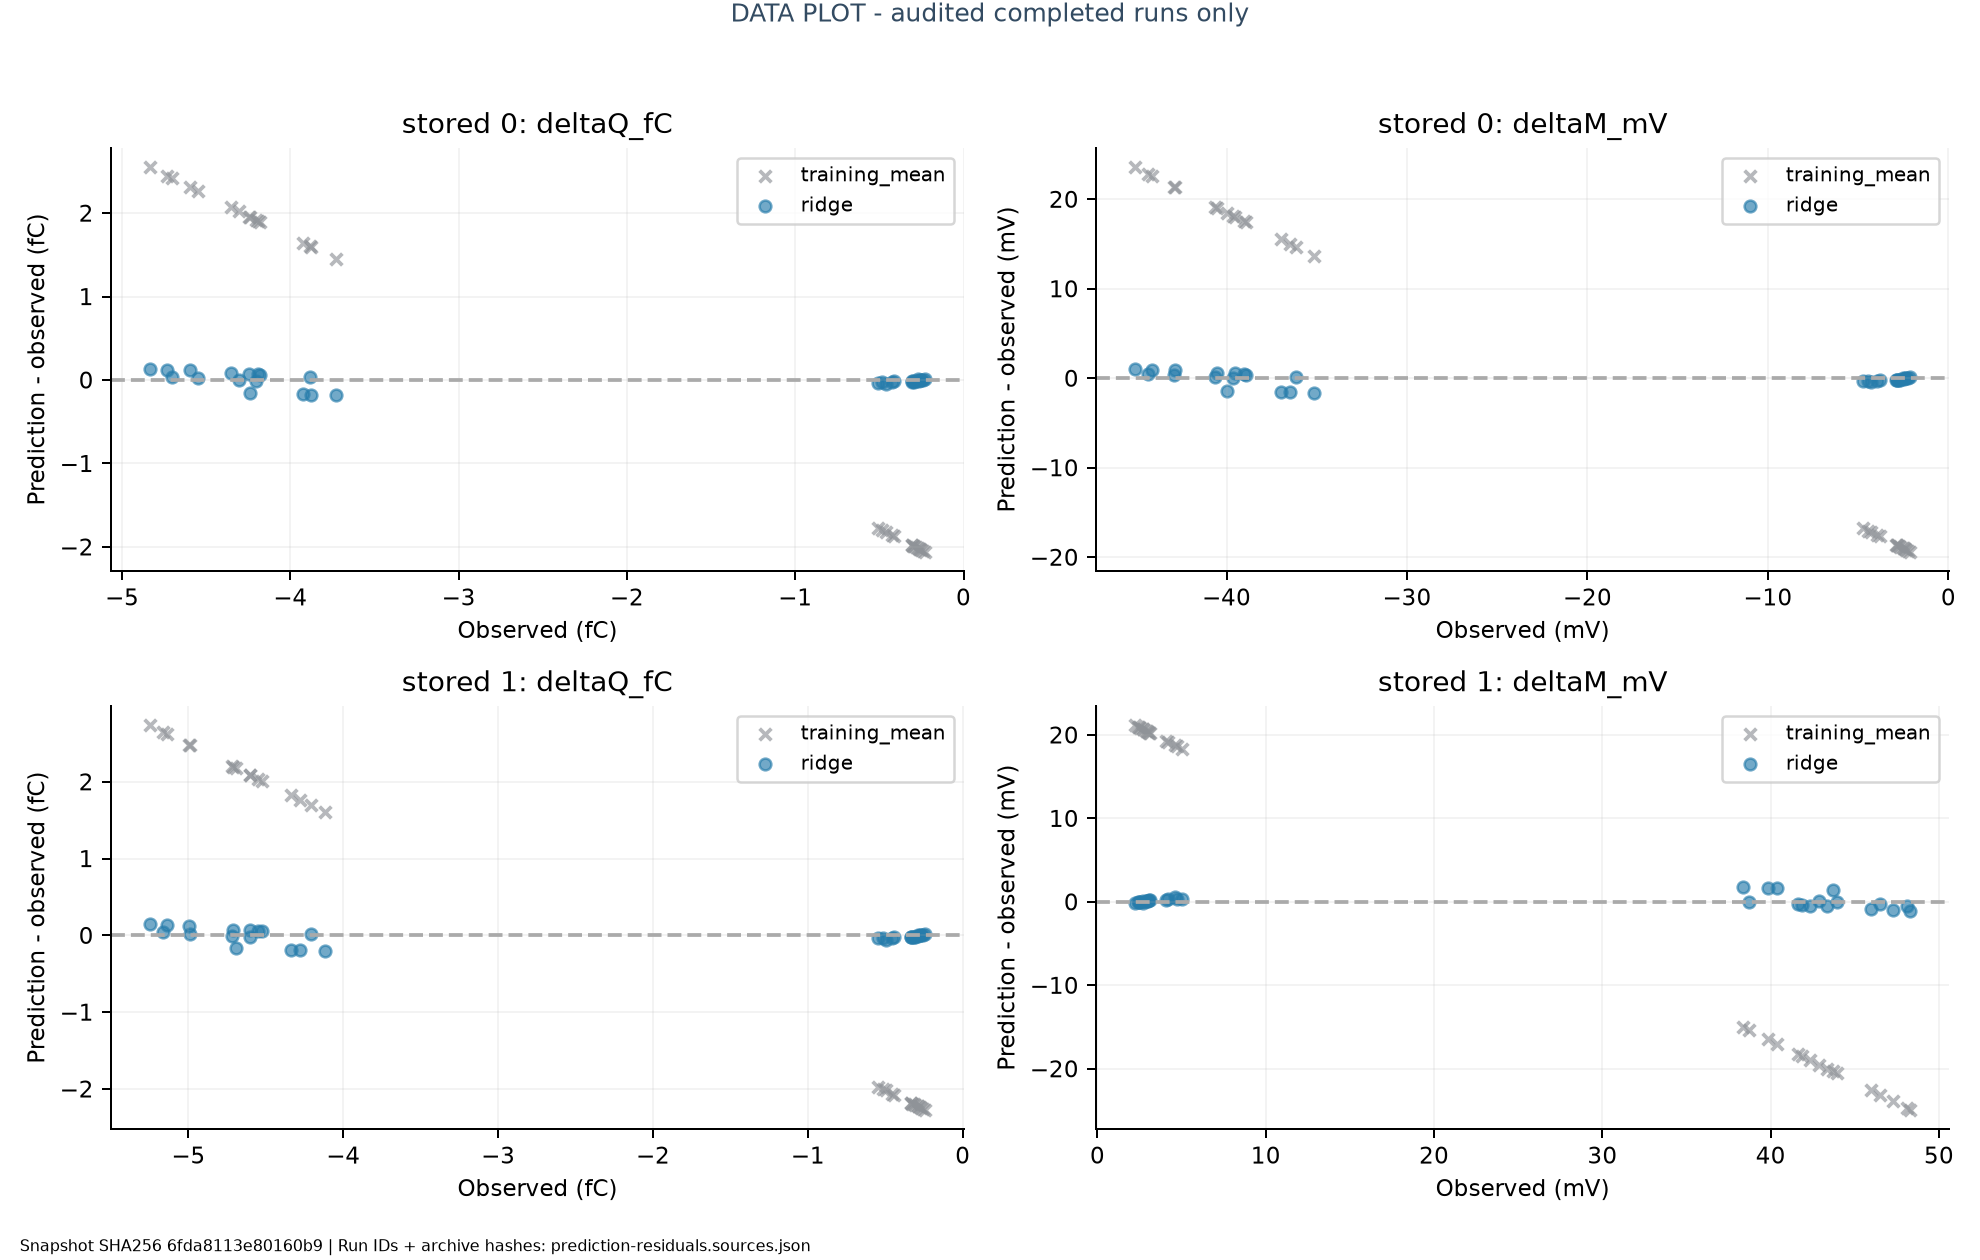 DATA PLOT - audited completed runs only
stored 0: deltaQ_fC
training_mean
ridge
Prediction - observed (fC)
2
1
0
−1
−2
−5
−4
−3
−2
−1
0
Observed (fC)
stored 0: deltaM_mV
training_mean
ridge
Prediction - observed (mV)
20
10
0
−10
−20
−40
−30
−20
−10
0
Observed (mV)
stored 1: deltaQ_fC
training_mean
ridge
Prediction - observed (fC)
2
1
0
−1
−2
−5
−4
−3
−2
−1
0
Observed (fC)
stored 1: deltaM_mV
training_mean
ridge
Prediction - observed (mV)
20
10
0
−10
−20
0
10
20
30
40
50
Observed (mV)
Snapshot SHA256 6fda8113e80160b9 | Run IDs + archive hashes: prediction-residuals.sources.json